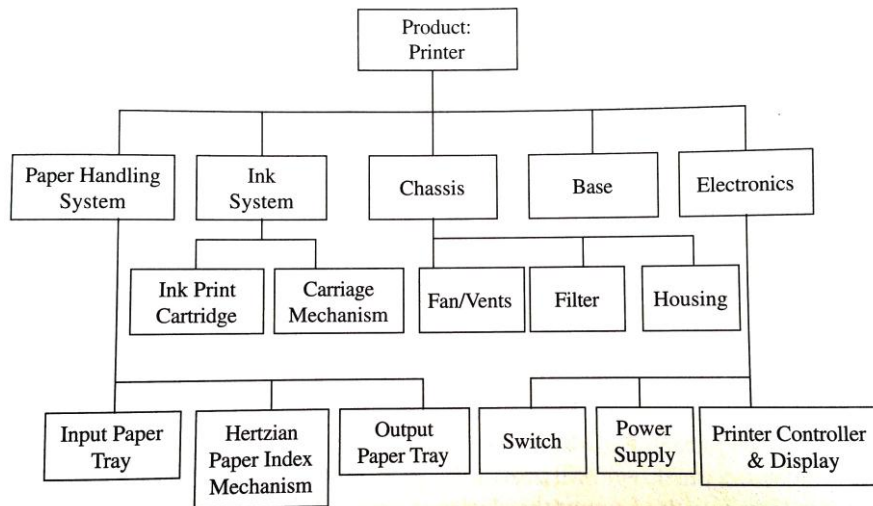 Product:
Printer
Paper Handling
System
Ink
System
Chassis
Base
Electronics
Ink Print
Cartridge
Carriage
Mechanism
Fan/Vents
Filter
Housing
Input Paper
Tray
Hertzian
Paper Index
Mechanism
Output
Paper Tray
Switch
Power
Supply
Printer Controller
& Display